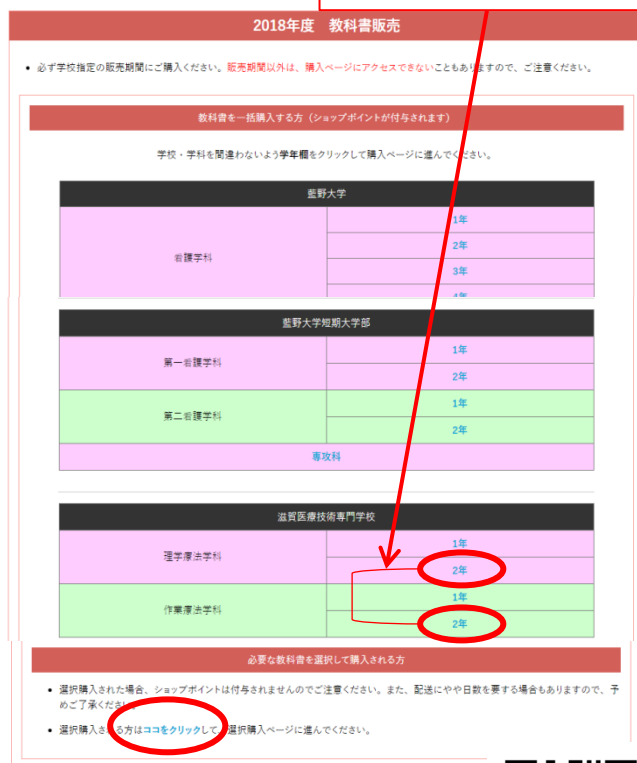 2018年度 教科書販売
• 必ず学校指定の販売期間にご購入ください。販売期間以外は、購入ページにアクセスできないこともありますので、ご注意ください。
教科書を一括購入する方（ショップポイントが付与されます）
学校・学科を間違わないよう学年欄をクリックして購入ページに進んでください。
藍野大学
看護学科
1年
2年
3年
4年
藍野大学短期大学部
第一看護学科
1年
2年
第二看護学科
1年
2年
専攻科
滋賀医療技術専門学校
理学療法学科
1年
2年
作業療法学科
1年
2年
必要な教科書を選択して購入される方
• 選択購入された場合、ショップポイントは付与されませんのでご注意ください。また、配送にやや日数を要する場合もありますので、予
めご了承ください。
• 選択購入される方はココをクリックして、選択購入ページに進んでください。